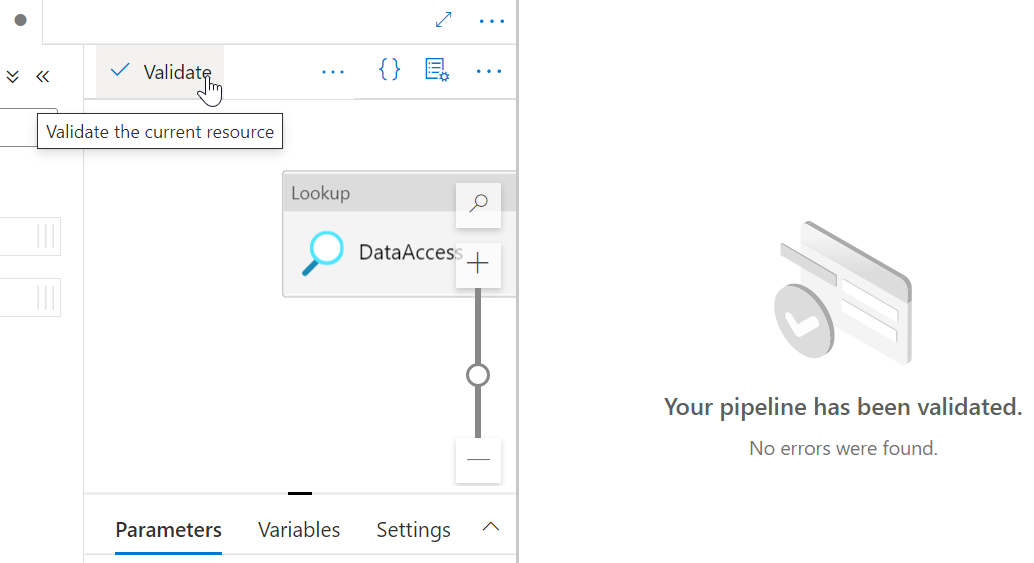 Validate
Validate the current resource
Lookup
DataAccess
Parameters Variables Settings
Your pipeline has been validated.
No errors were found.